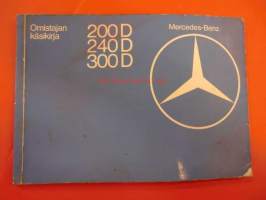 Omistajan
käsikirja
200 D
240 D
300 D
Mercedes-Benz